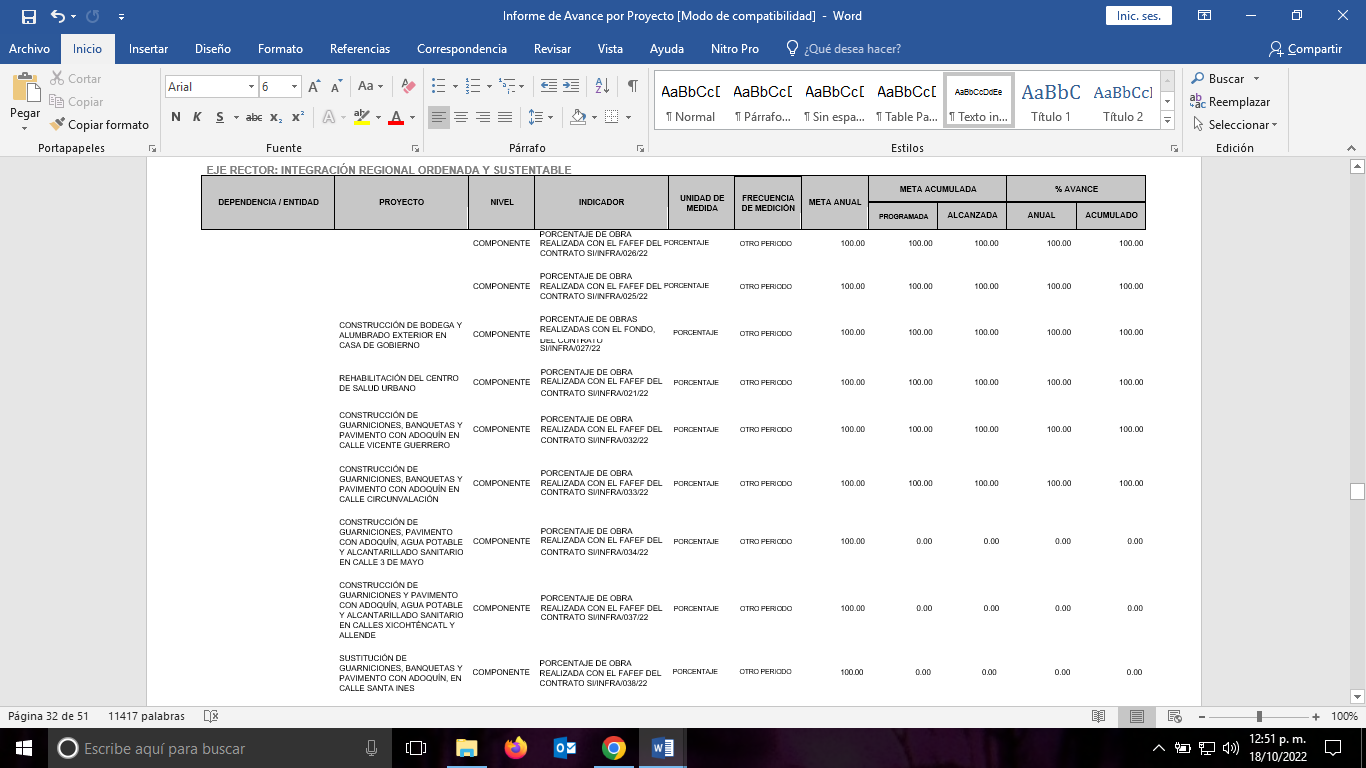 Informe de Avance por Proyecto [Modo de compatibilidad] - Word
Inic. ses.
Archivo Inicio Insertar Diseño Formato Referencias Correspondencia Revisar Vista Ayuda Nitro Pro ¿Qué desea hacer? Compartir
Pegar
Cortar
Copiar
Copiar formato
Portapapeles
Arial 6
N K S abc x₂ x²
Fuente
Párrafo
AaBbCcI AaBbCcI AaBbCcI AaBbCcI AaBbCcDdEe AaBbC AaBbCcI
¶ Normal ¶ Párrafo... ¶ Sin espa... ¶ Table Pa... ¶ Texto in... Título 1 Título 2
Estilos
Buscar
Reemplazar
Seleccionar
Edición
EJE RECTOR: INTEGRACIÓN REGIONAL ORDENADA Y SUSTENTABLE
DEPENDENCIA / ENTIDAD
PROYECTO
NIVEL
INDICADOR
UNIDAD DE
MEDIDA
FRECUENCIA
DE MEDICIÓN
META ANUAL
META ACUMULADA
PROGRAMADA ALCANZADA
% AVANCE
ANUAL ACUMULADO
COMPONENTE
PORCENTAJE DE OBRA
REALIZADA CON EL FAFEF DEL
CONTRATO SI/INFRA/026/22
PORCENTAJE OTRO PERIODO 100.00 100.00 100.00 100.00 100.00
COMPONENTE
PORCENTAJE DE OBRA
REALIZADA CON EL FAFEF DEL
CONTRATO SI/INFRA/025/22
PORCENTAJE OTRO PERIODO 100.00 100.00 100.00 100.00 100.00
CONSTRUCCIÓN DE BODEGA Y
ALUMBRADO EXTERIOR EN
CASA DE GOBIERNO
COMPONENTE
PORCENTAJE DE OBRAS
REALIZADAS CON EL FONDO,
DEL CONTRATO
SI/INFRA/027/22
PORCENTAJE OTRO PERIODO 100.00 100.00 100.00 100.00 100.00
REHABILITACIÓN DEL CENTRO
DE SALUD URBANO
COMPONENTE
PORCENTAJE DE OBRA
REALIZADA CON EL FAFEF DEL
CONTRATO SI/INFRA/021/22
PORCENTAJE OTRO PERIODO 100.00 100.00 100.00 100.00 100.00
CONSTRUCCIÓN DE
GUARNICIONES, BANQUETAS Y
PAVIMENTO CON ADOQUÍN EN
CALLE VICENTE GUERRERO
COMPONENTE
PORCENTAJE DE OBRA
REALIZADA CON EL FAFEF DEL
CONTRATO SI/INFRA/032/22
PORCENTAJE OTRO PERIODO 100.00 100.00 100.00 100.00 100.00
CONSTRUCCIÓN DE
GUARNICIONES, BANQUETAS Y
PAVIMENTO CON ADOQUÍN EN
CALLE CIRCUNVALACIÓN
COMPONENTE
PORCENTAJE DE OBRA
REALIZADA CON EL FAFEF DEL
CONTRATO SI/INFRA/033/22
PORCENTAJE OTRO PERIODO 100.00 100.00 100.00 100.00 100.00
CONSTRUCCIÓN DE
GUARNICIONES, PAVIMENTO
CON ADOQUÍN, AGUA POTABLE
Y ALCANTARILLADO SANITARIO
EN CALLE 3 DE MAYO
COMPONENTE
PORCENTAJE DE OBRA
REALIZADA CON EL FAFEF DEL
CONTRATO SI/INFRA/034/22
PORCENTAJE OTRO PERIODO 100.00 0.00 0.00 0.00 0.00
CONSTRUCCIÓN DE
GUARNICIONES Y PAVIMENTO
CON ADOQUÍN, AGUA POTABLE
Y ALCANTARILLADO SANITARIO
EN CALLES XICOHTÉNCATL Y
ALLENDE
COMPONENTE
PORCENTAJE DE OBRA
REALIZADA CON EL FAFEF DEL
CONTRATO SI/INFRA/037/22
PORCENTAJE OTRO PERIODO 100.00 0.00 0.00 0.00 0.00
SUSTITUCIÓN DE
GUARNICIONES, BANQUETAS Y
PAVIMENTO CON ADOQUÍN, EN
CALLE SANTA INES
COMPONENTE
PORCENTAJE DE OBRA
REALIZADA CON EL FAFEF DEL
CONTRATO SI/INFRA/038/22
PORCENTAJE OTRO PERIODO 100.00 0.00 0.00 0.00 0.00
Página 32 de 51 11417 palabras 100%
Escribe aquí para buscar
12:51 p. m.
18/10/2022